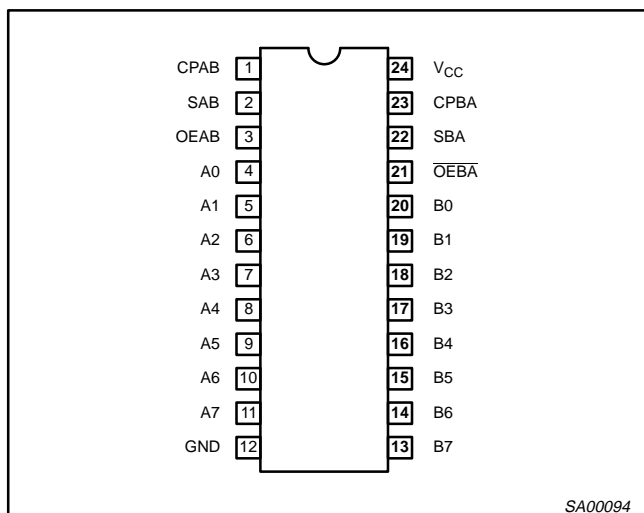 CPAB 1 24 VCC
SAB 2 23 CPBA
OEAB 3 22 SBA
A0 4 21 O̅E̅B̅A̅
A1 5 20 B0
A2 6 19 B1
A3 7 18 B2
A4 8 17 B3
A5 9 16 B4
A6 10 15 B5
A7 11 14 B6
GND 12 13 B7
SA00094